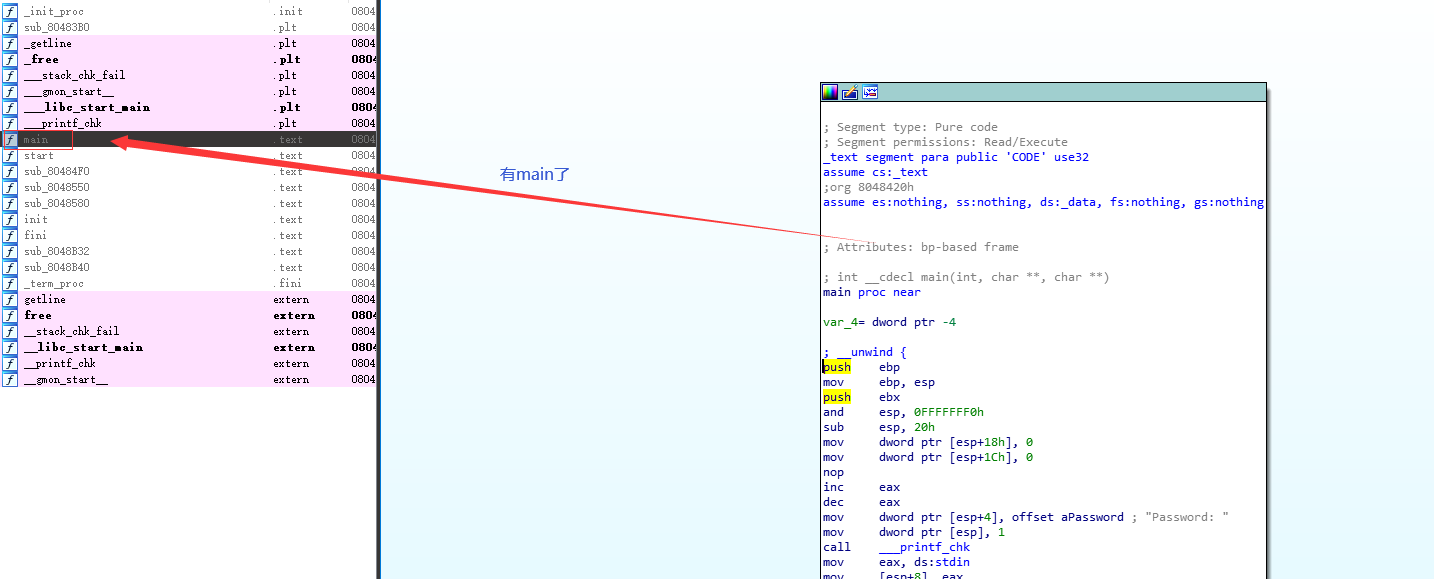 _init_proc .init 0804
sub_80483B0 .plt 0804
_getline .plt 0804
_free .plt 0804
___stack_chk_fail .plt 0804
___gmon_start__ .plt 0804
___libc_start_main .plt 0804
___printf_chk .plt 0804
main .text 0804
start .text 0804
sub_80484F0 .text 0804
sub_8048550 .text 0804
sub_8048580 .text 0804
init .text 0804
fini .text 0804
sub_8048B32 .text 0804
sub_8048B40 .text 0804
_term_proc .fini 0804
getline extern 0804
free extern 0804
__stack_chk_fail extern 0804
__libc_start_main extern 0804
__printf_chk extern 0804
__gmon_start__ extern 0804
有main了
; Segment type: Pure code
; Segment permissions: Read/Execute
_text segment para public 'CODE' use32
assume cs:_text
;org 8048420h
assume es:nothing, ss:nothing, ds:_data, fs:nothing, gs:nothing
; Attributes: bp-based frame
; int __cdecl main(int, char **, char **)
main proc near
var_4= dword ptr -4
; __unwind {
push ebp
mov ebp, esp
push ebx
and esp, 0FFFFFFF0h
sub esp, 20h
mov dword ptr [esp+18h], 0
mov dword ptr [esp+1Ch], 0
nop
inc eax
dec eax
mov dword ptr [esp+4], offset aPassword ; "Password: "
mov dword ptr [esp], 1
call ___printf_chk
mov eax, ds:stdin
mov [esp+8], eax